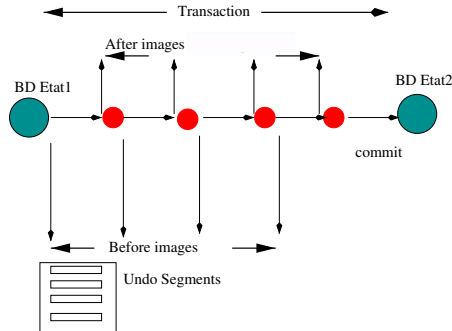 Transaction
After images
BD Etat1
BD Etat2
commit
Before images
Undo Segments